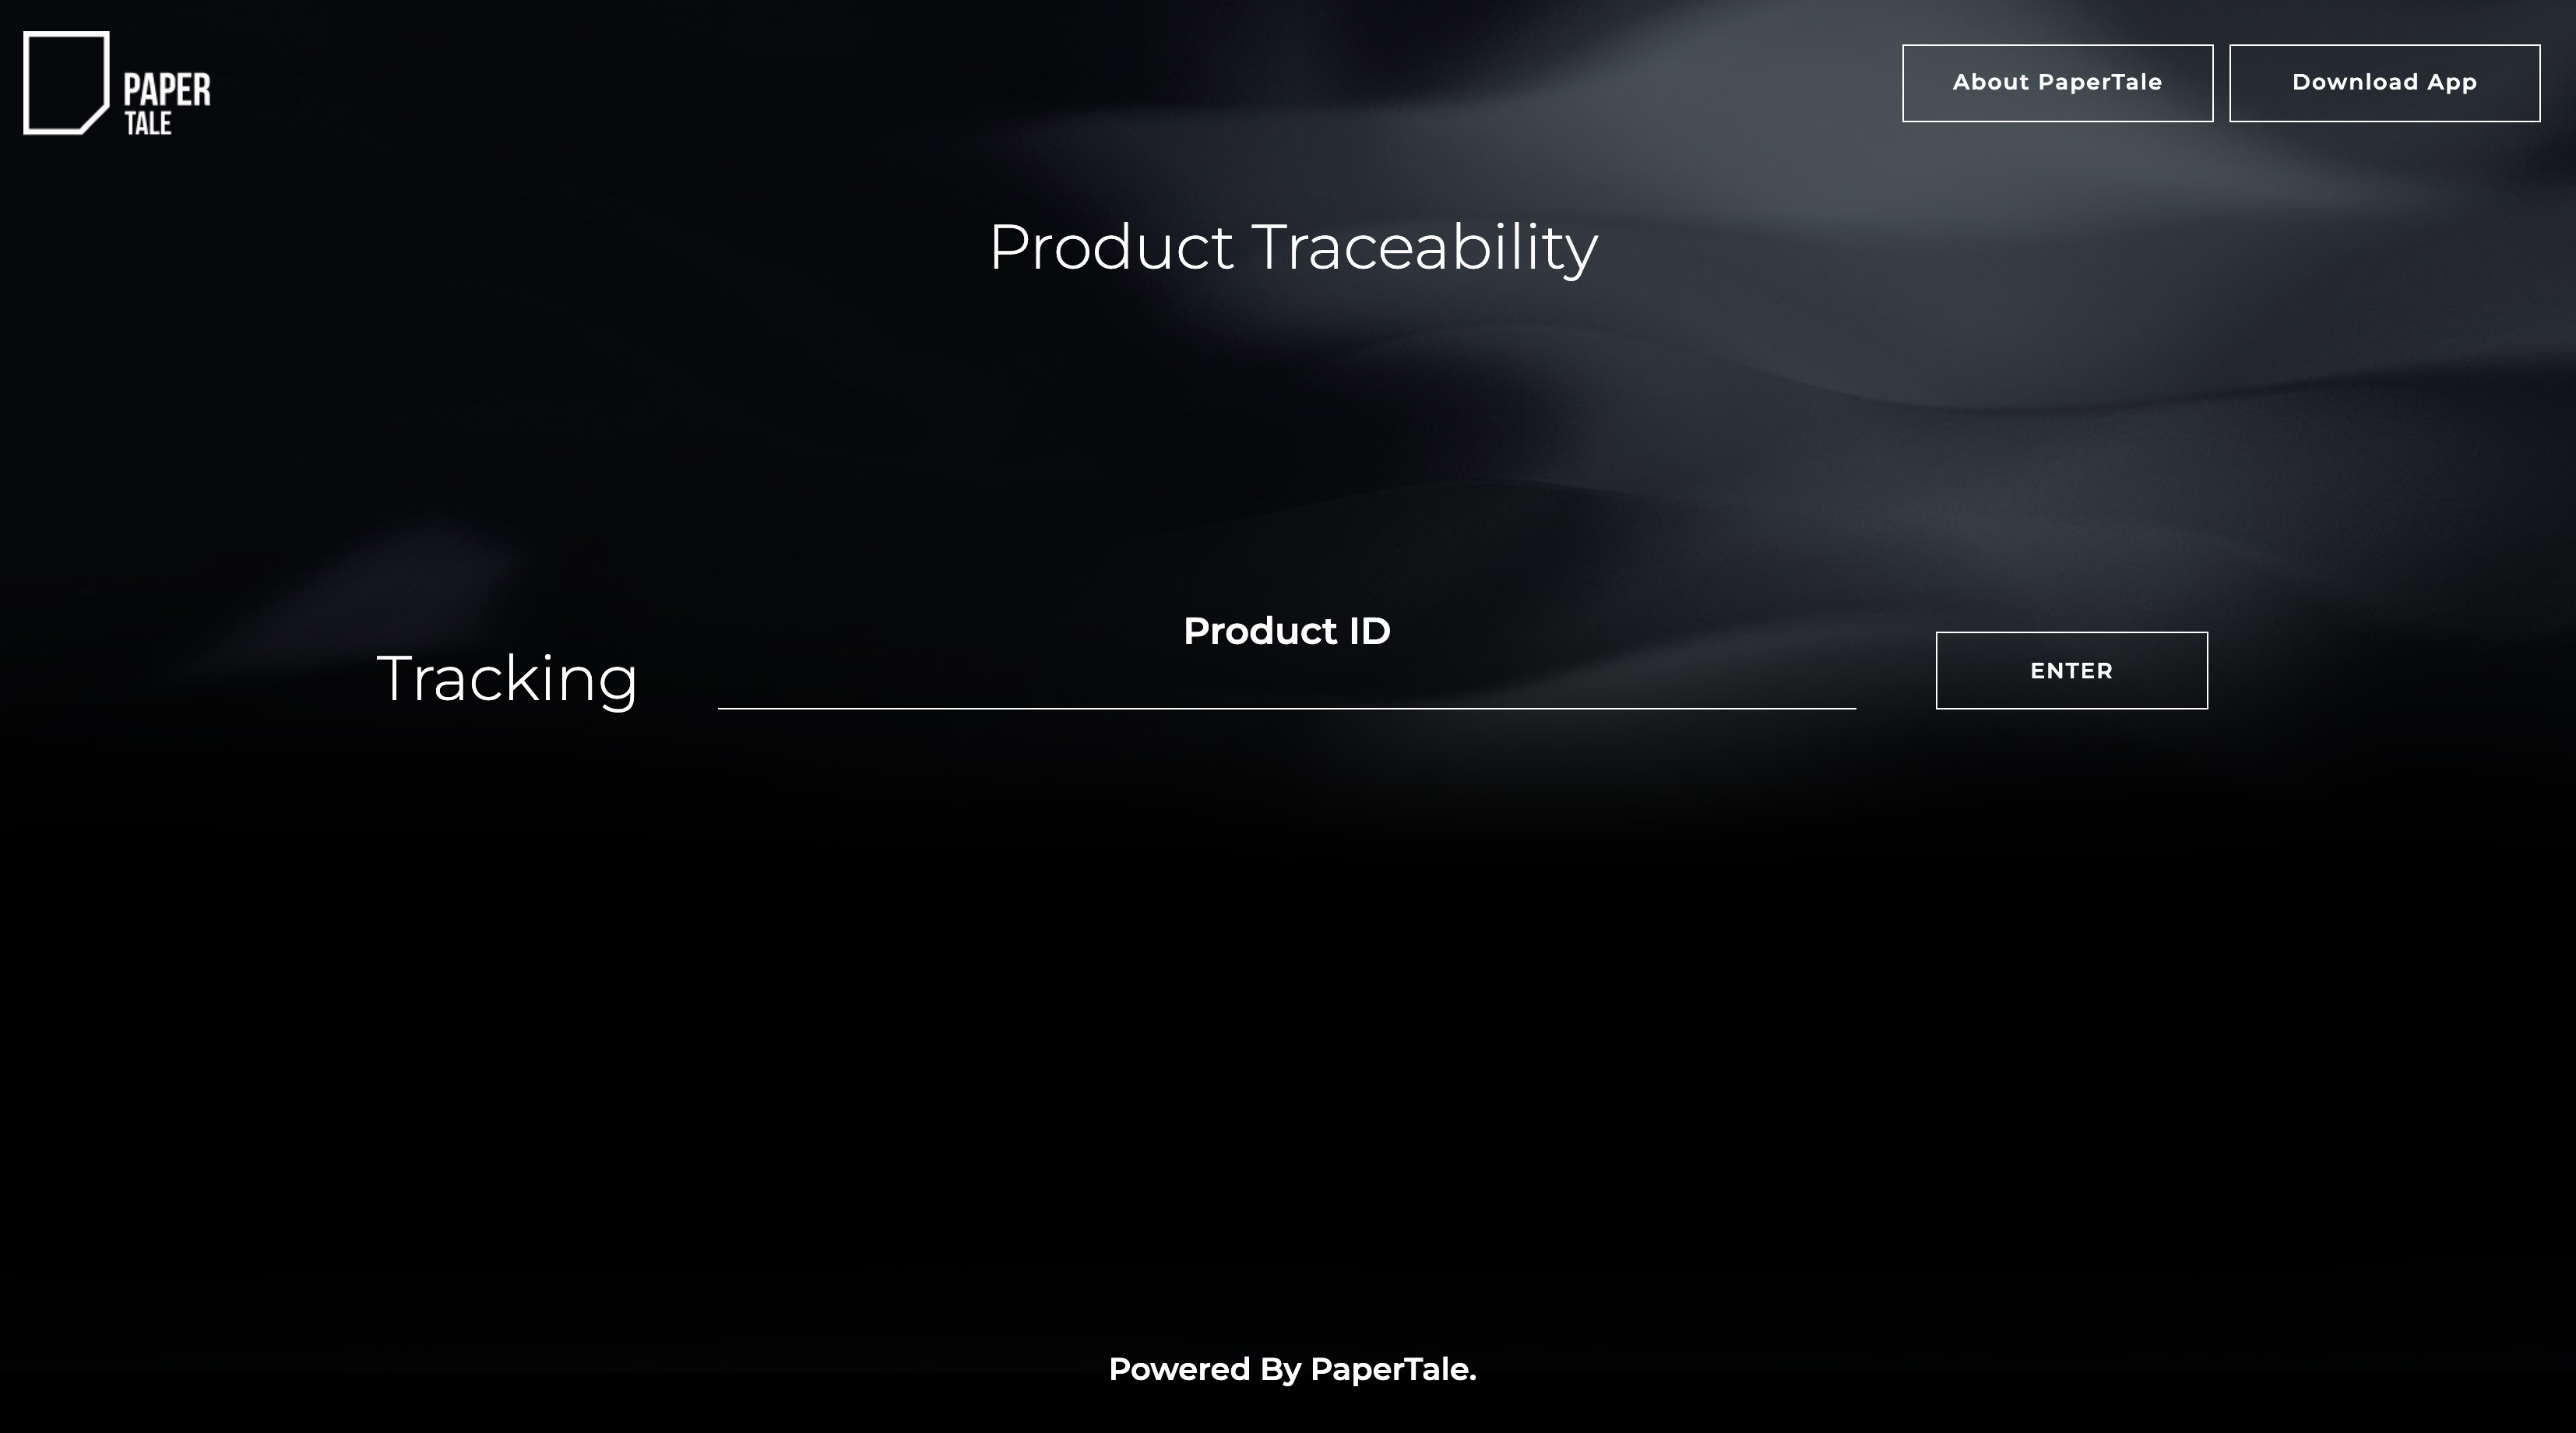 PAPER
TALE
About PaperTale
Download App
Product Traceability
Product ID
Tracking
ENTER
Powered By PaperTale.